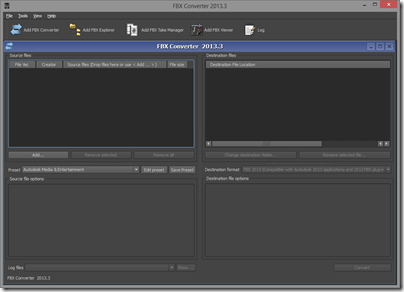 FBX Converter 2013.3
File Tools View Help
Add FBX Converter Add FBX Explorer Add FBX Take Manager Add FBX Viewer Log
FBX Converter 2013.3
Source files: Destination files:
File Ver. Creator Source files (Drop files here or use < Add ... > ) File size Destination File Location
Add... Remove selected Remove all Change destination folder... Rename selected file...
Preset Autodesk Media & Entertainment Edit preset Save Preset Destination format: FBX 2013 (Compatible with Autodesk 2013 applications and 2013 FBX plug-
Source file options Destination file options
Log files Show... Convert
FBX Converter 2013.3